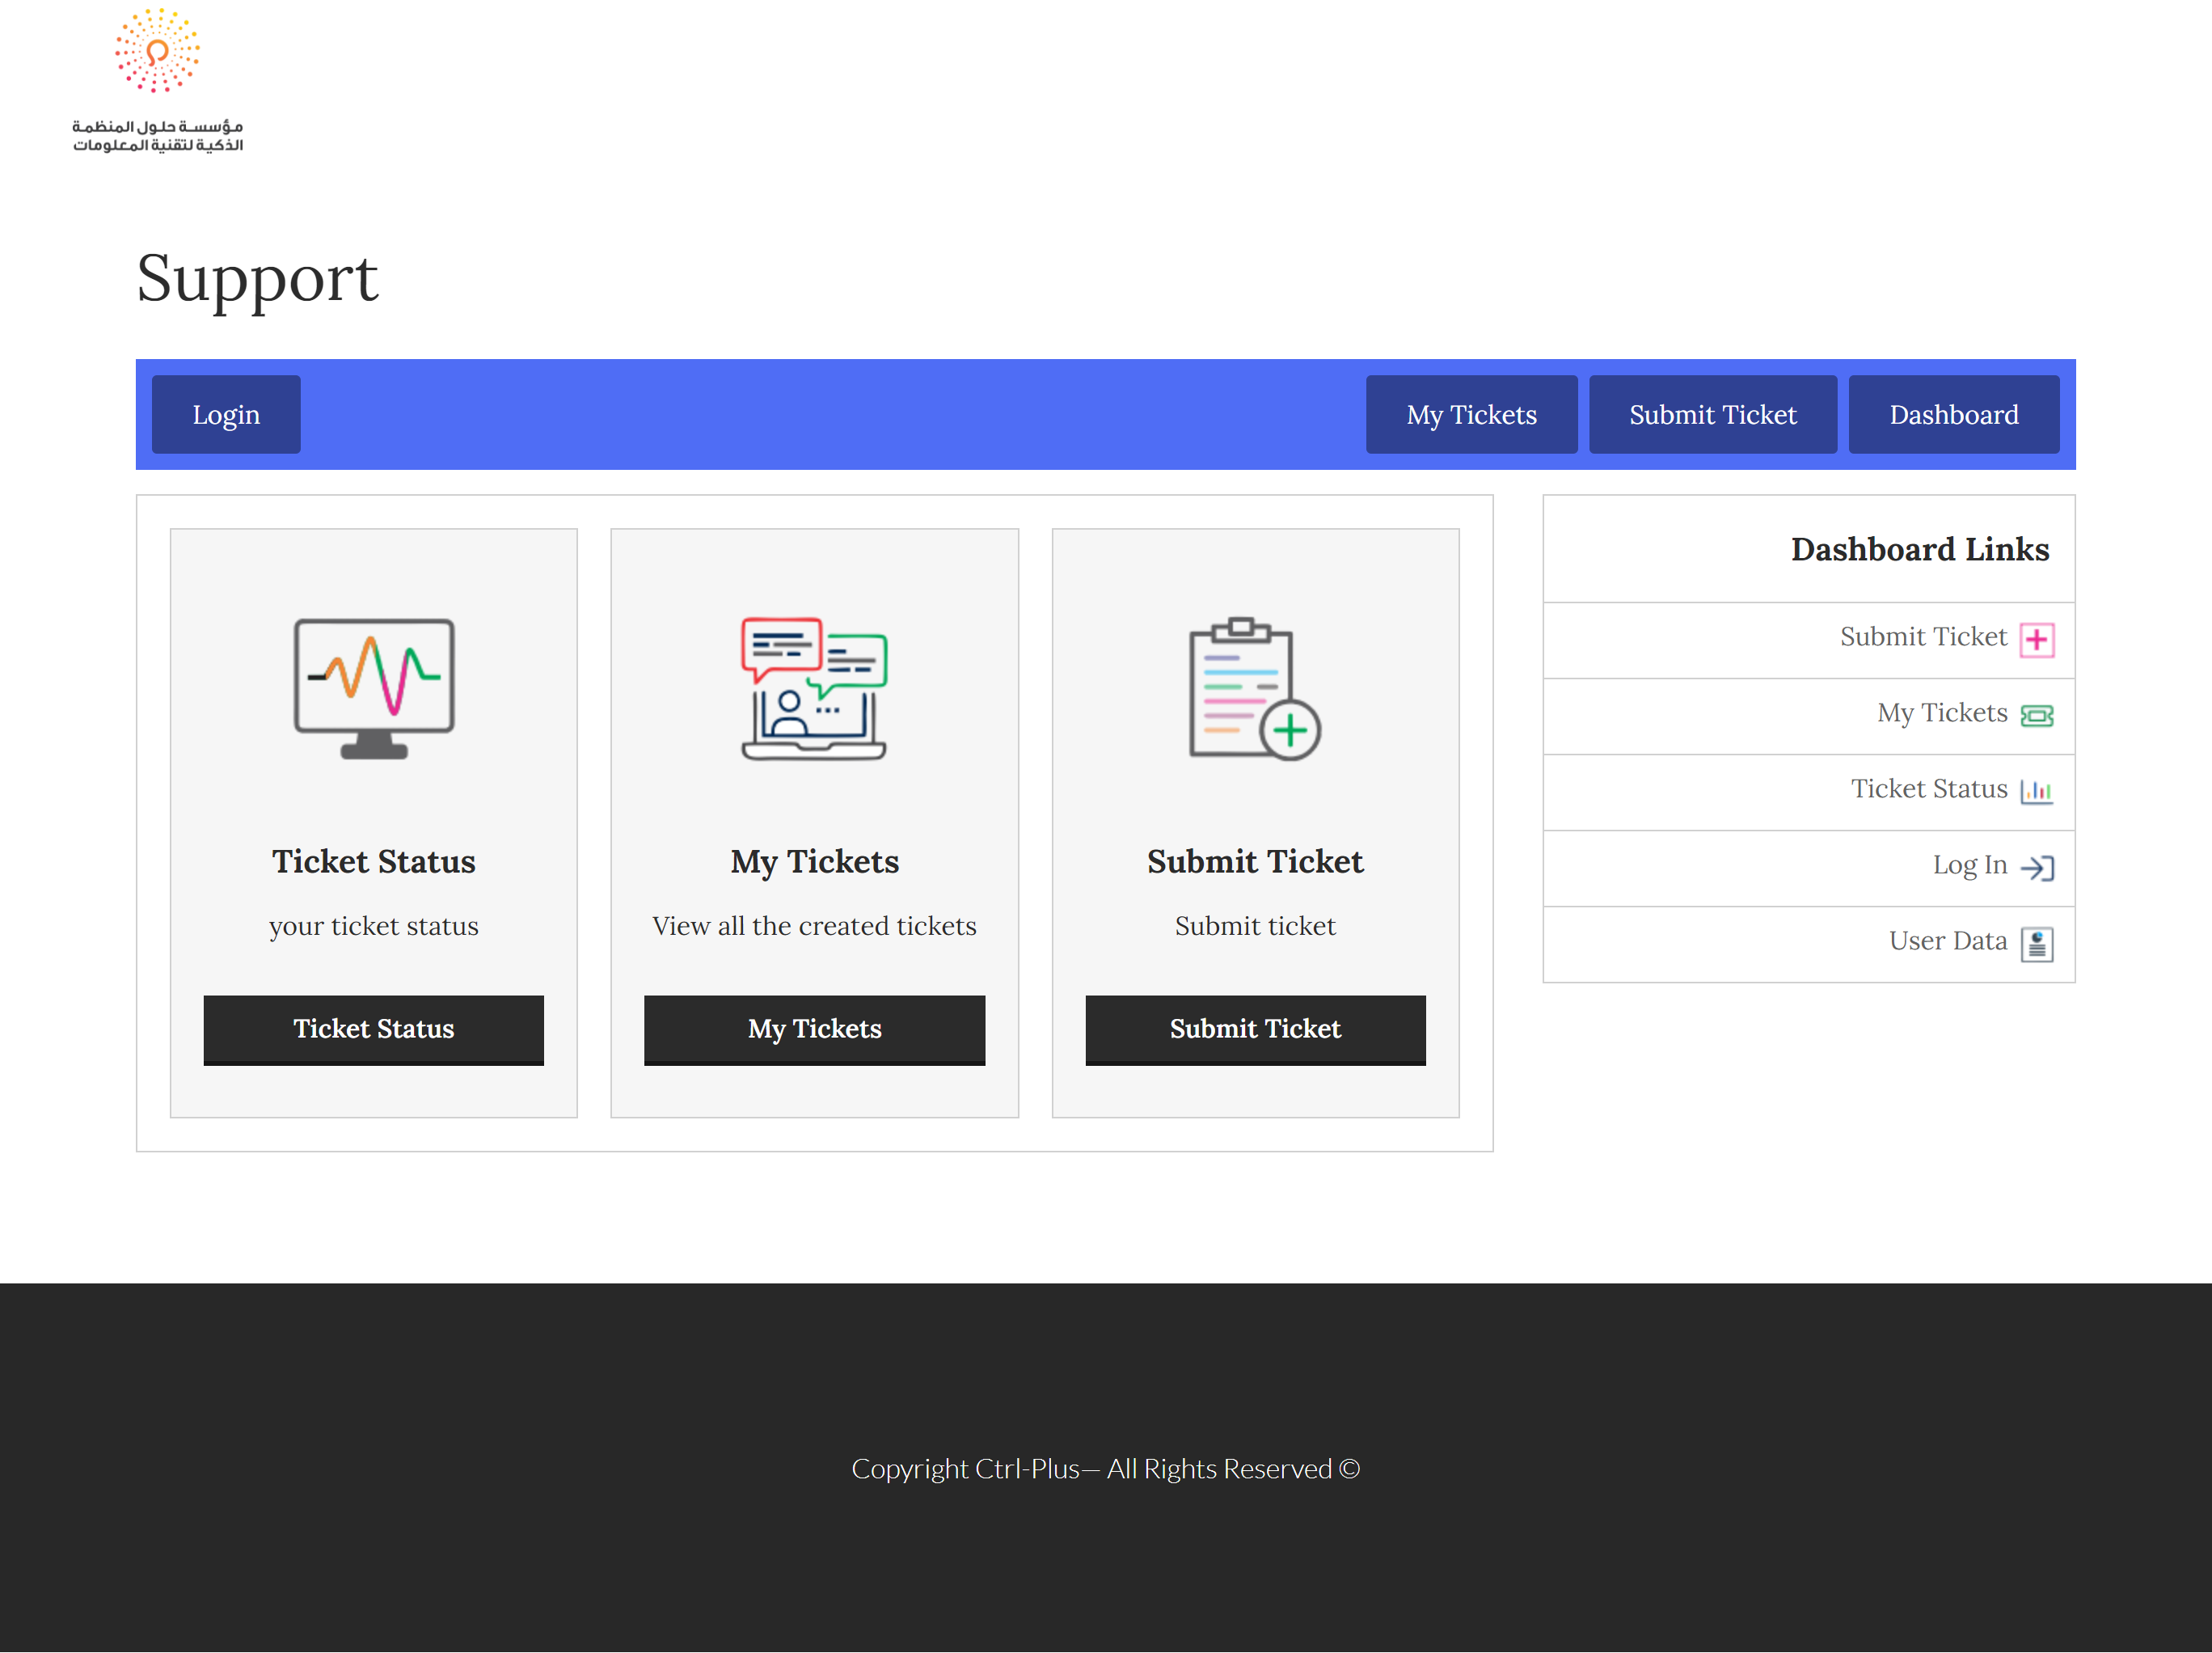 مؤسسة حلول المنظمة
الذكية لتقنية المعلومات
Support
Login
My Tickets
Submit Ticket
Dashboard
Ticket Status
your ticket status
Ticket Status
My Tickets
View all the created tickets
My Tickets
Submit Ticket
Submit ticket
Submit Ticket
Dashboard Links
Submit Ticket
My Tickets
Ticket Status
Log In
User Data
Copyright Ctrl-Plus— All Rights Reserved ©